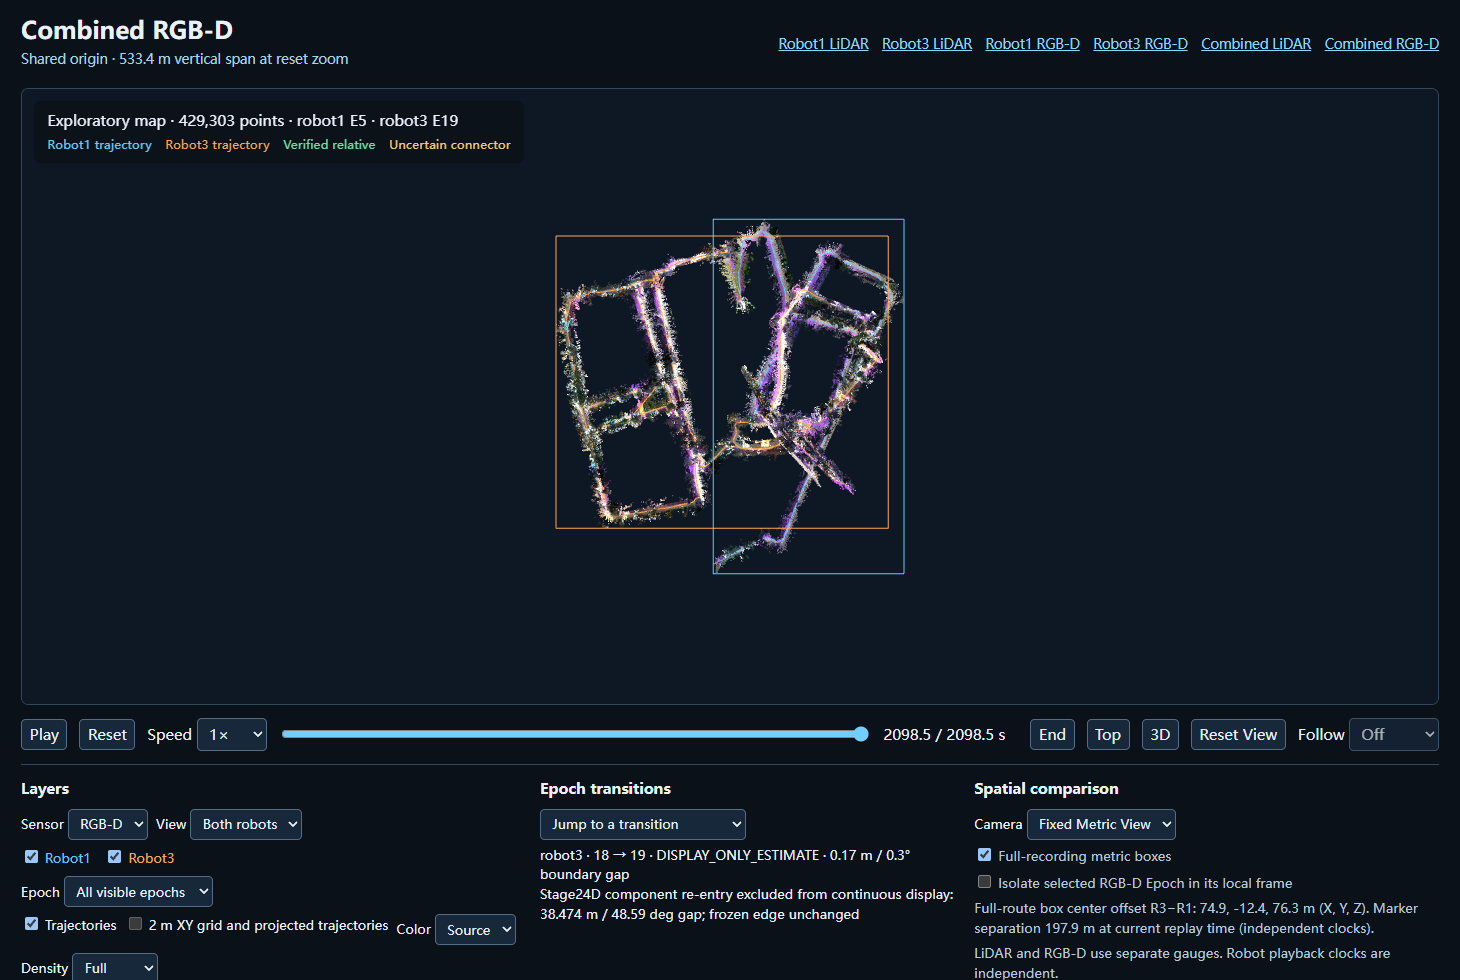 Combined RGB-D
Shared origin · 533.4 m vertical span at reset zoom
Robot1 LiDAR Robot3 LiDAR Robot1 RGB-D Robot3 RGB-D Combined LiDAR Combined RGB-D
Exploratory map · 429,303 points · robot1 E5 · robot3 E19
Robot1 trajectory Robot3 trajectory Verified relative Uncertain connector
Play Reset Speed 1× 2098.5 / 2098.5 s End Top 3D Reset View Follow Off
Layers
Sensor RGB-D View Both robots
Robot1 Robot3
Epoch All visible epochs
Trajectories 2 m XY grid and projected trajectories Color Source
Density Full
Epoch transitions
Jump to a transition
robot3 · 18 → 19 · DISPLAY_ONLY_ESTIMATE · 0.17 m / 0.3°
boundary gap
Stage24D component re-entry excluded from continuous display:
38.474 m / 48.59 deg gap; frozen edge unchanged
Spatial comparison
Camera Fixed Metric View
Full-recording metric boxes
Isolate selected RGB-D Epoch in its local frame
Full-route box center offset R3−R1: 74.9, -12.4, 76.3 m (X, Y, Z). Marker
separation 197.9 m at current replay time (independent clocks).
LiDAR and RGB-D use separate gauges. Robot playback clocks are
independent.